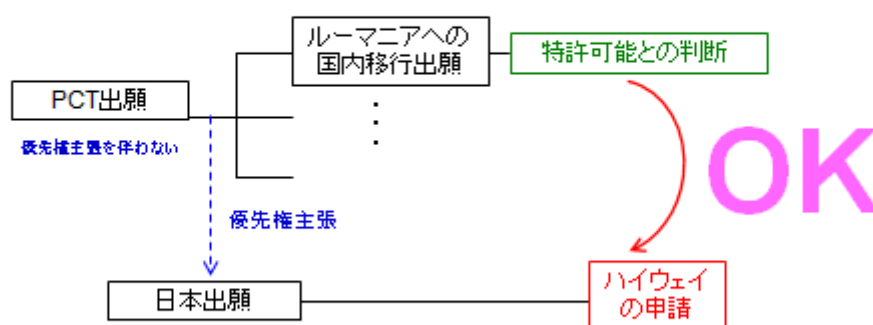 ルーマニアへの
国内移行出願
特許可能との判断
PCT出願
優先権主張を伴わない
OK
優先権主張
日本出願
ハイウェイ
の申請